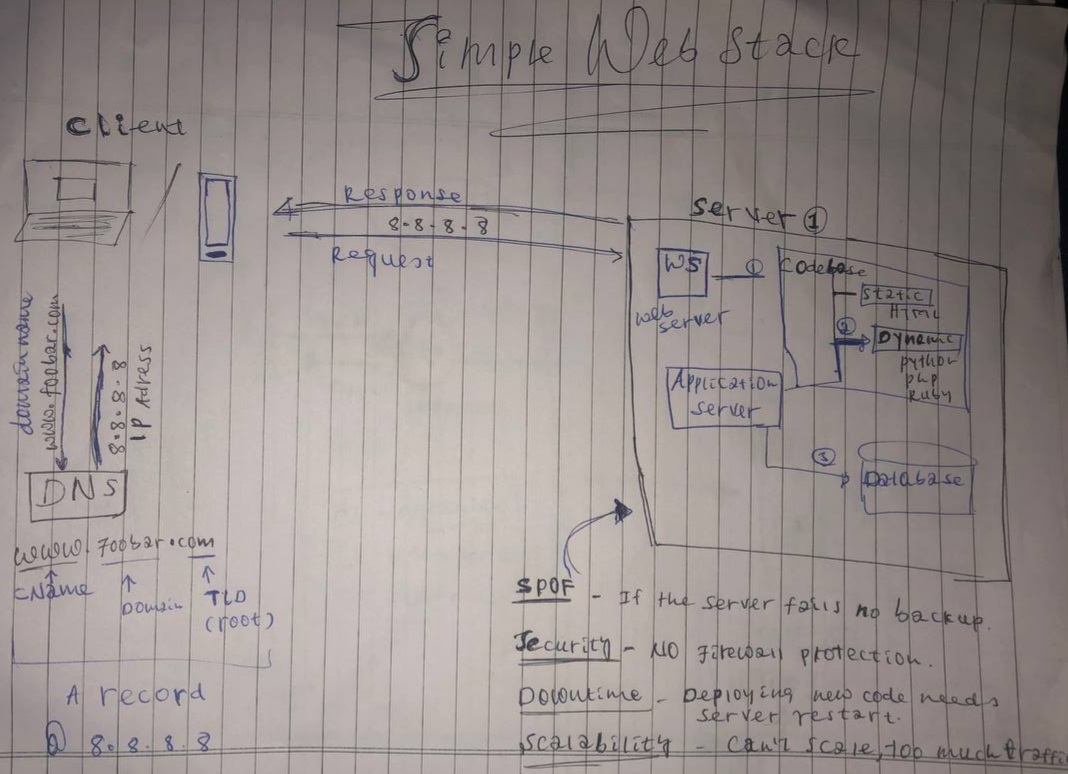 Simple Web Stack
Client
Response
8.8.8.8
Request
domain name
www.foobar.com
8.8.8.8
IP Adress
DNS
www.foobar.com
CName
Domain
TLD
(root)
A record
@ 8.8.8.8
Server 1
WS
web
server
1
Codebase
Static
HTML
2
Dynamic
python
php
Ruby
Application
server
3
Database
SPOF - If the server fails no backup.
Security - NO Firewall protection.
Downtime - Deploying new code needs
server restart.
Scalability - Can't scale, too much traffic